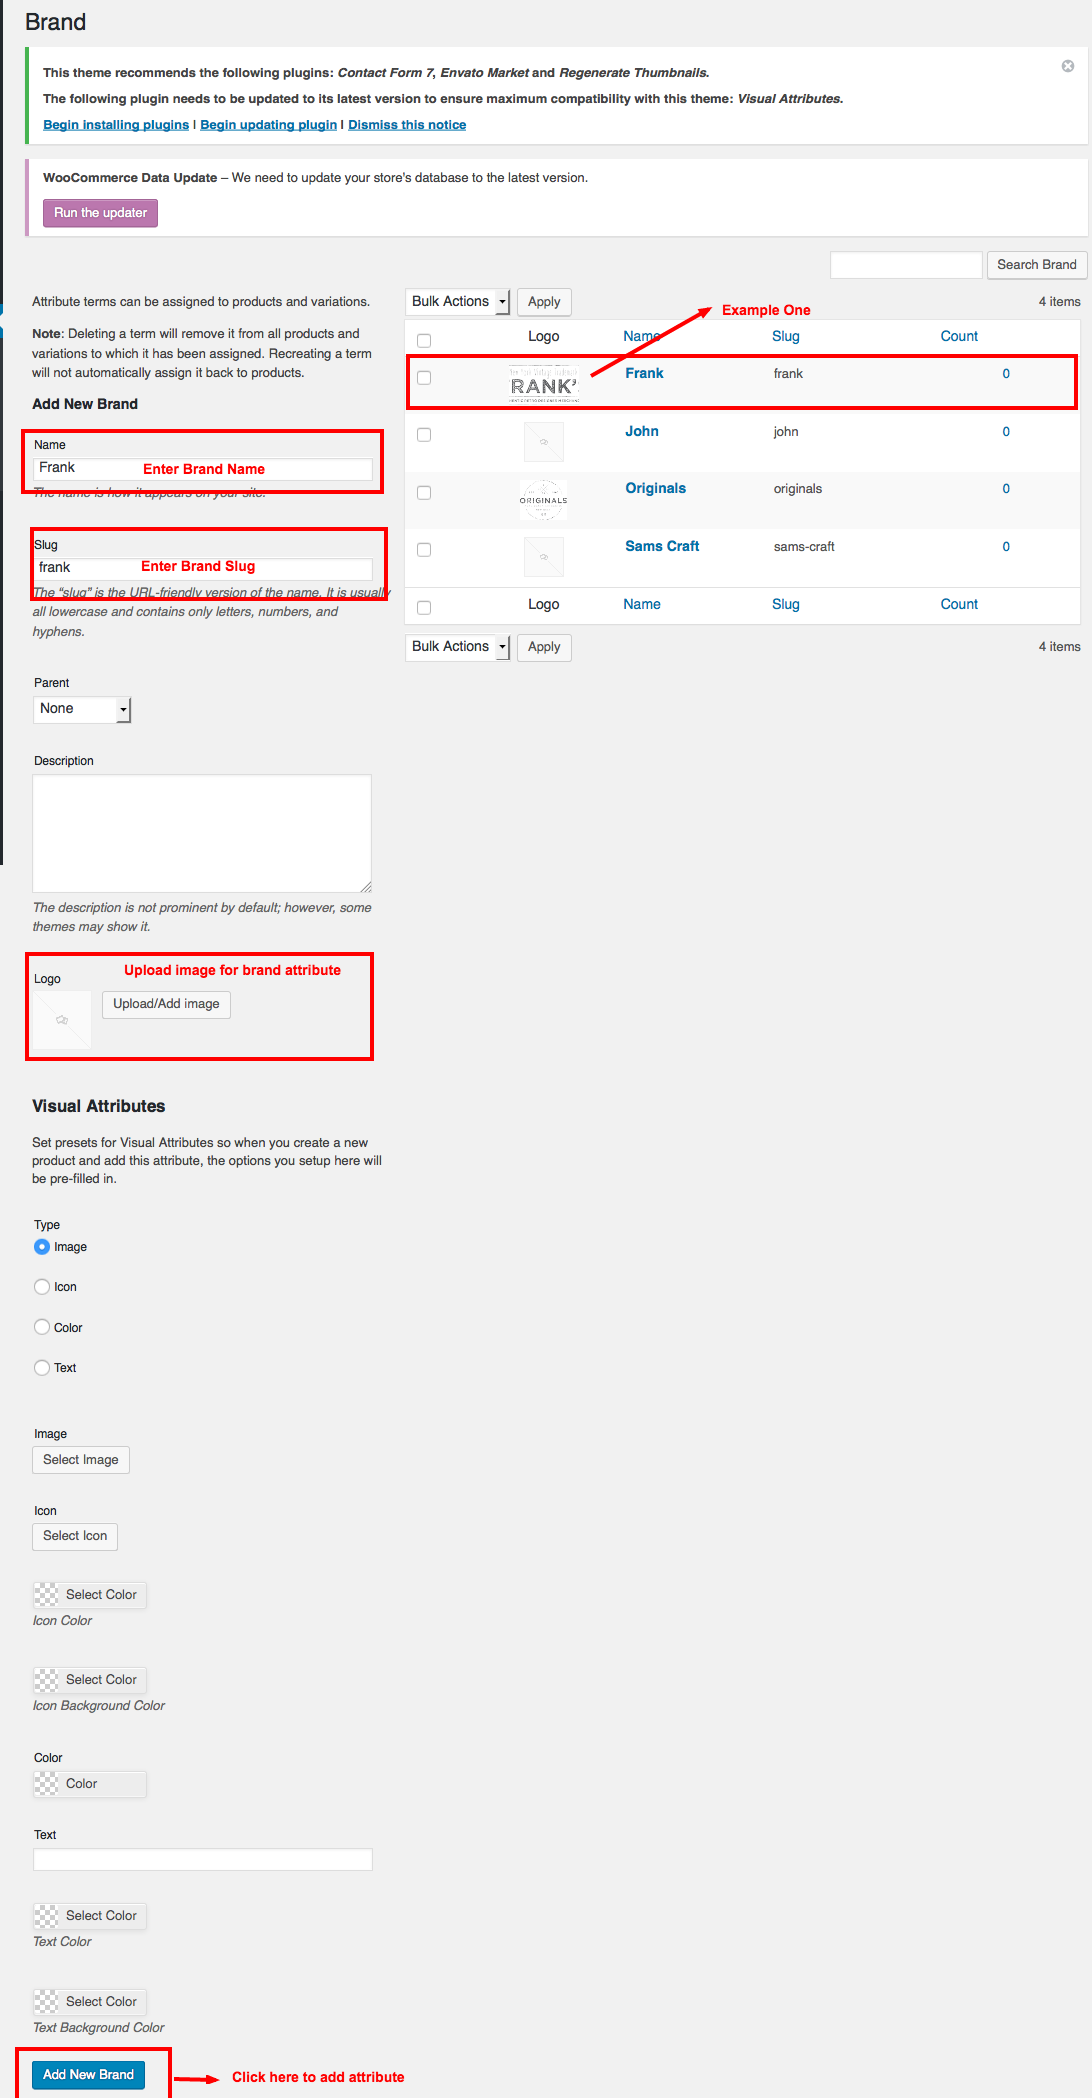 Brand
This theme recommends the following plugins: Contact Form 7, Envato Market and Regenerate Thumbnails.
The following plugin needs to be updated to its latest version to ensure maximum compatibility with this theme: Visual Attributes.
Begin installing plugins | Begin updating plugin | Dismiss this notice
WooCommerce Data Update – We need to update your store's database to the latest version.
Run the updater
Search Brand
Attribute terms can be assigned to products and variations.
Note: Deleting a term will remove it from all products and
variations to which it has been assigned. Recreating a term
will not automatically assign it back to products.
Add New Brand
Name
Frank
Enter Brand Name
The name is how it appears on your site.
Slug
frank
Enter Brand Slug
The “slug” is the URL-friendly version of the name. It is usually
all lowercase and contains only letters, numbers, and
hyphens.
Parent
None
Description
The description is not prominent by default; however, some
themes may show it.
Upload image for brand attribute
Logo
Upload/Add image
Visual Attributes
Set presets for Visual Attributes so when you create a new
product and add this attribute, the options you setup here will
be pre-filled in.
Type
Image
Icon
Color
Text
Image
Select Image
Icon
Select Icon
Select Color
Icon Color
Select Color
Icon Background Color
Color
Color
Text
Select Color
Text Color
Select Color
Text Background Color
Add New Brand
Click here to add attribute
Bulk Actions Apply 4 items
Example One
Logo Name Slug Count
RANK'S Frank frank 0
John john 0
ORIGINALS Originals originals 0
Sams Craft sams-craft 0
Logo Name Slug Count
Bulk Actions Apply 4 items